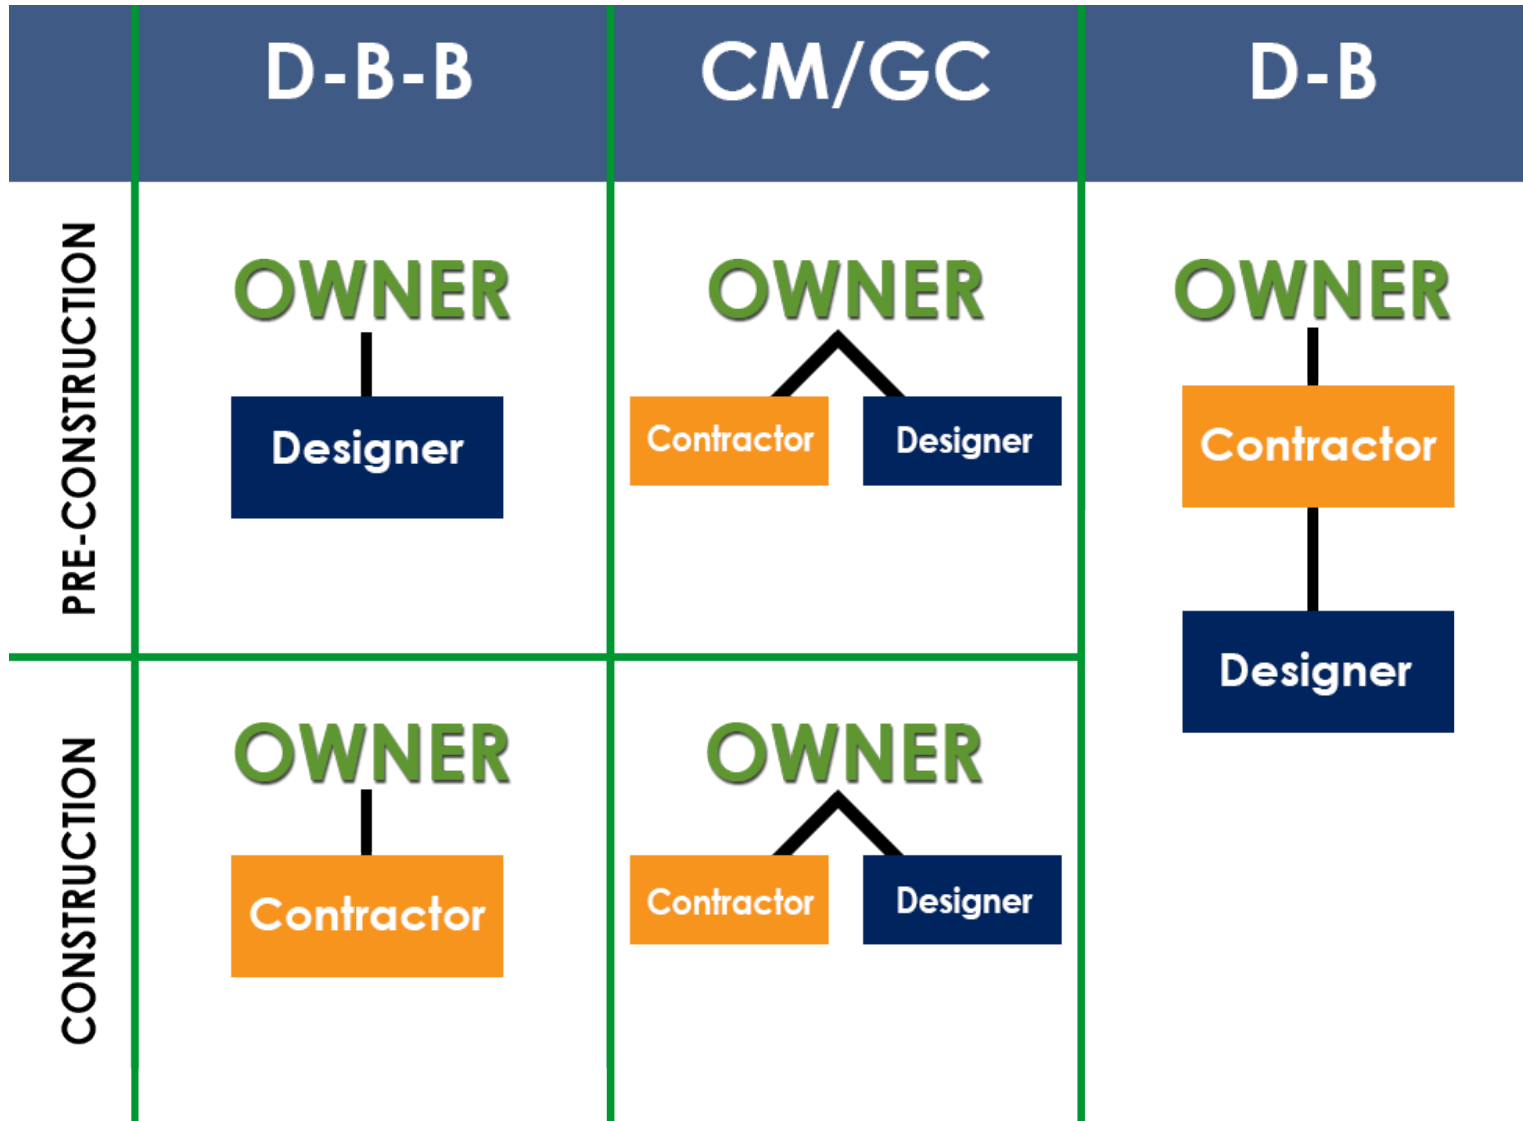 D-B-B
CM/GC
D-B
PRE-CONSTRUCTION
OWNER
Designer
OWNER
Contractor
Designer
OWNER
Contractor
Designer
CONSTRUCTION
OWNER
Contractor
OWNER
Contractor
Designer